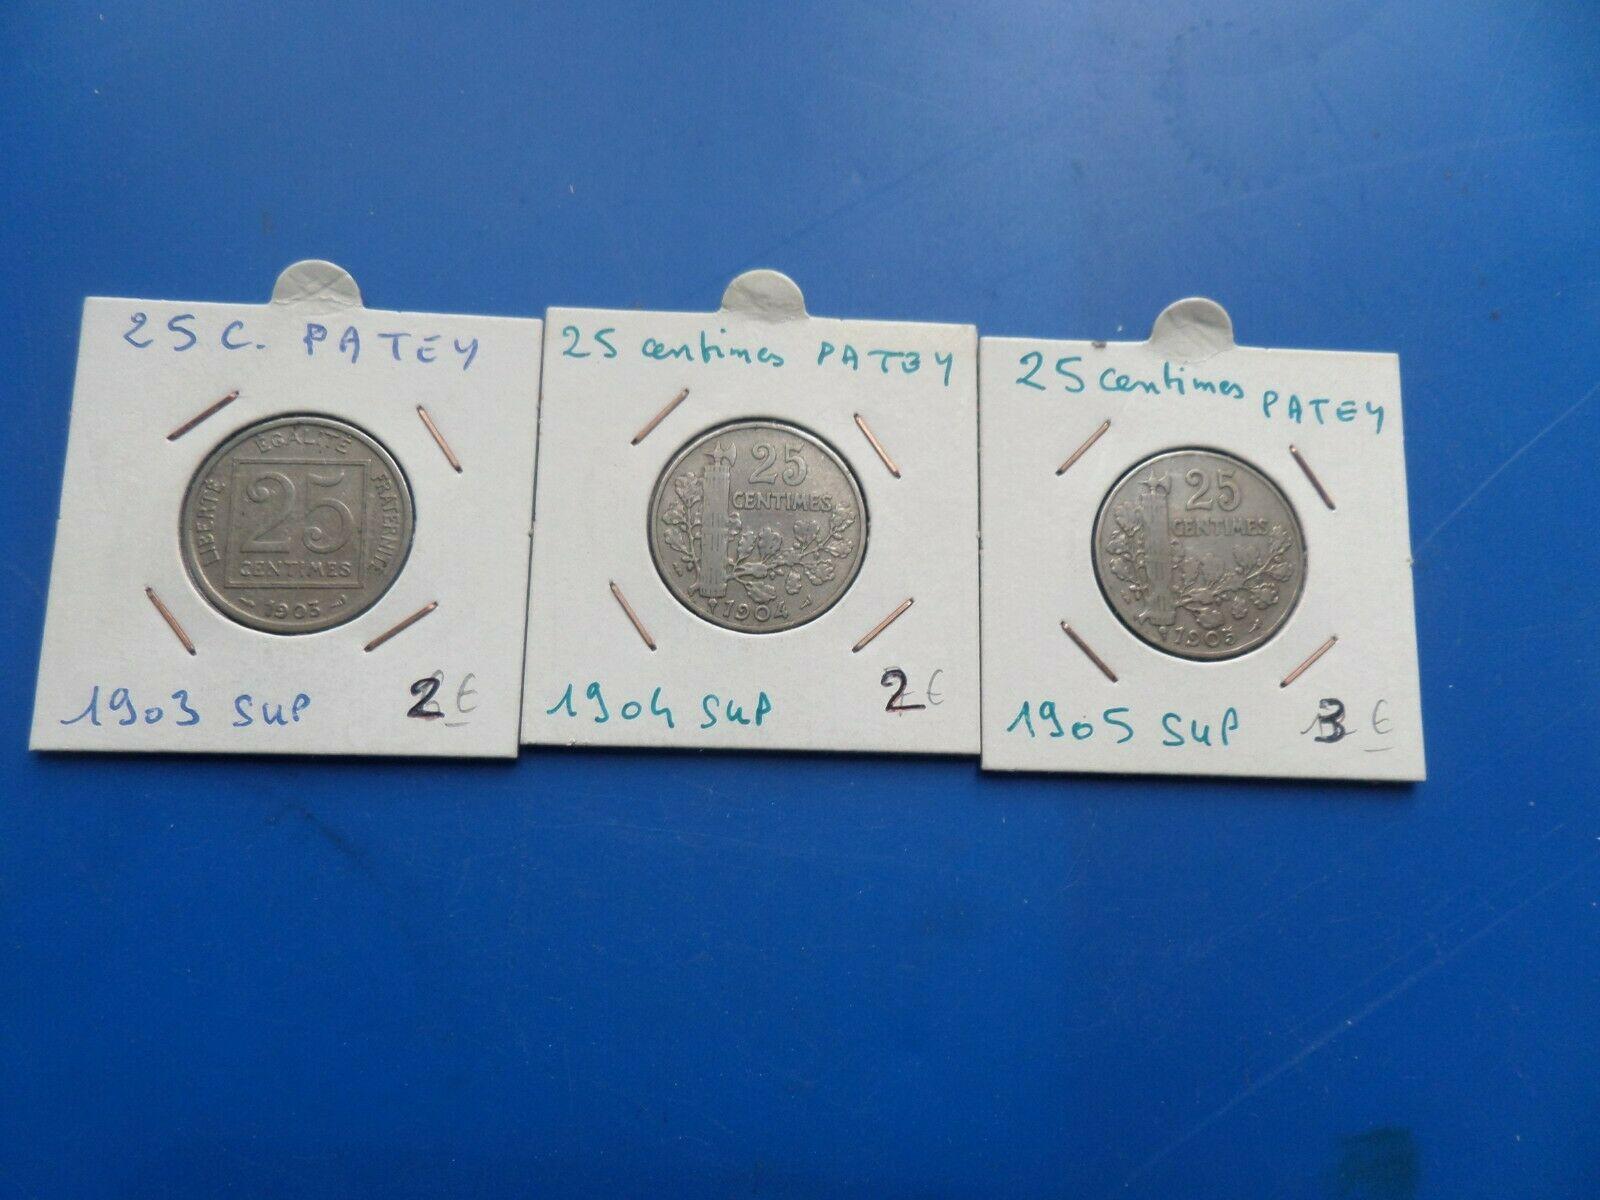 25 C. PATEY
EGALITE
LIBERTE
FRATERNITE
25
CENTIMES
1903
1903 SUP 2€
25 centimes PATEY
25
CENTIMES
1904
1904 SUP 2€
25 centimes PATEY
25
CENTIMES
1905
1905 SUP 3€